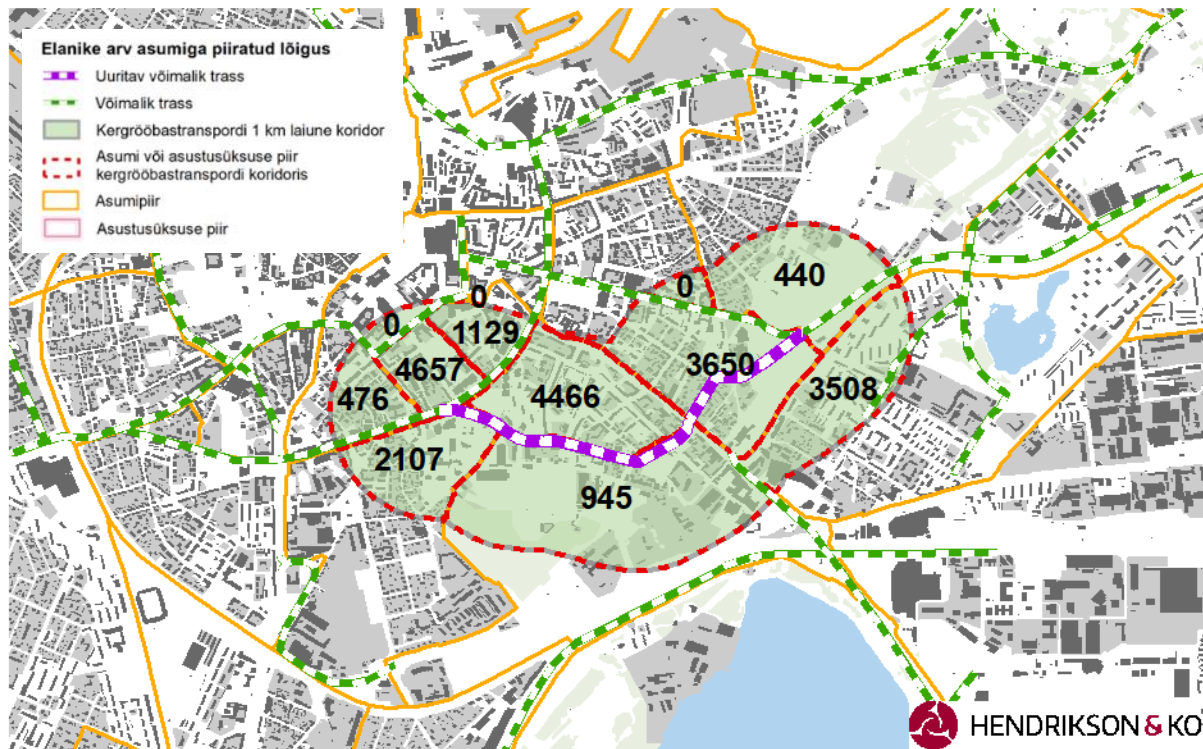 Elanike arv asumiga piiratud lõigus
Uuritav võimalik trass
Võimalik trass
Kergrööbastranspordi 1 km laiune koridor
Asumi või asustusüksuse piir
kergrööbastranspordi koridoris
Asumipiir
Asustusüksuse piir
440
0
0
0
1129
4657
3650
476
4466
3508
2107
945
HENDRIKSON & KO